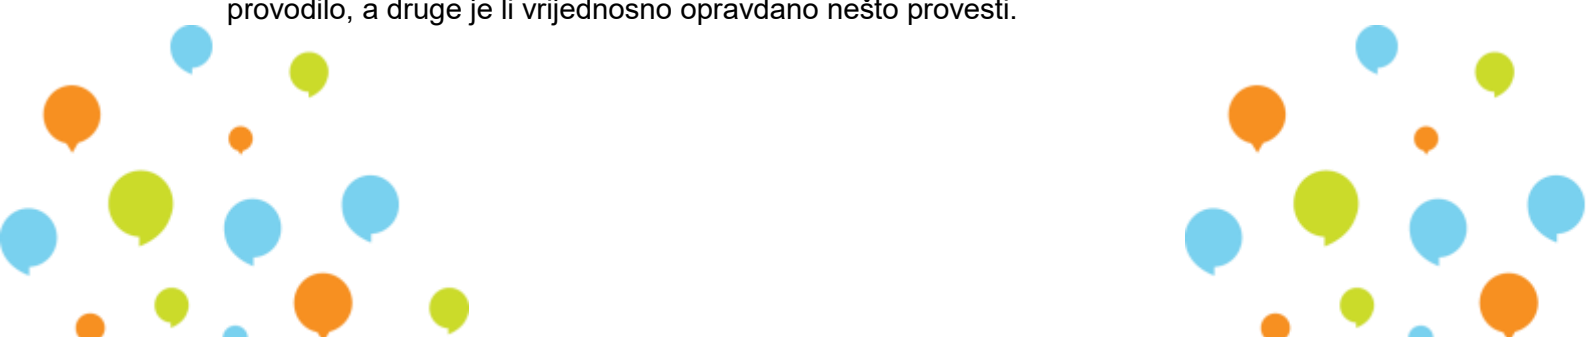 provodilo, a druge je li vrijednosno opravdano nešto provesti.